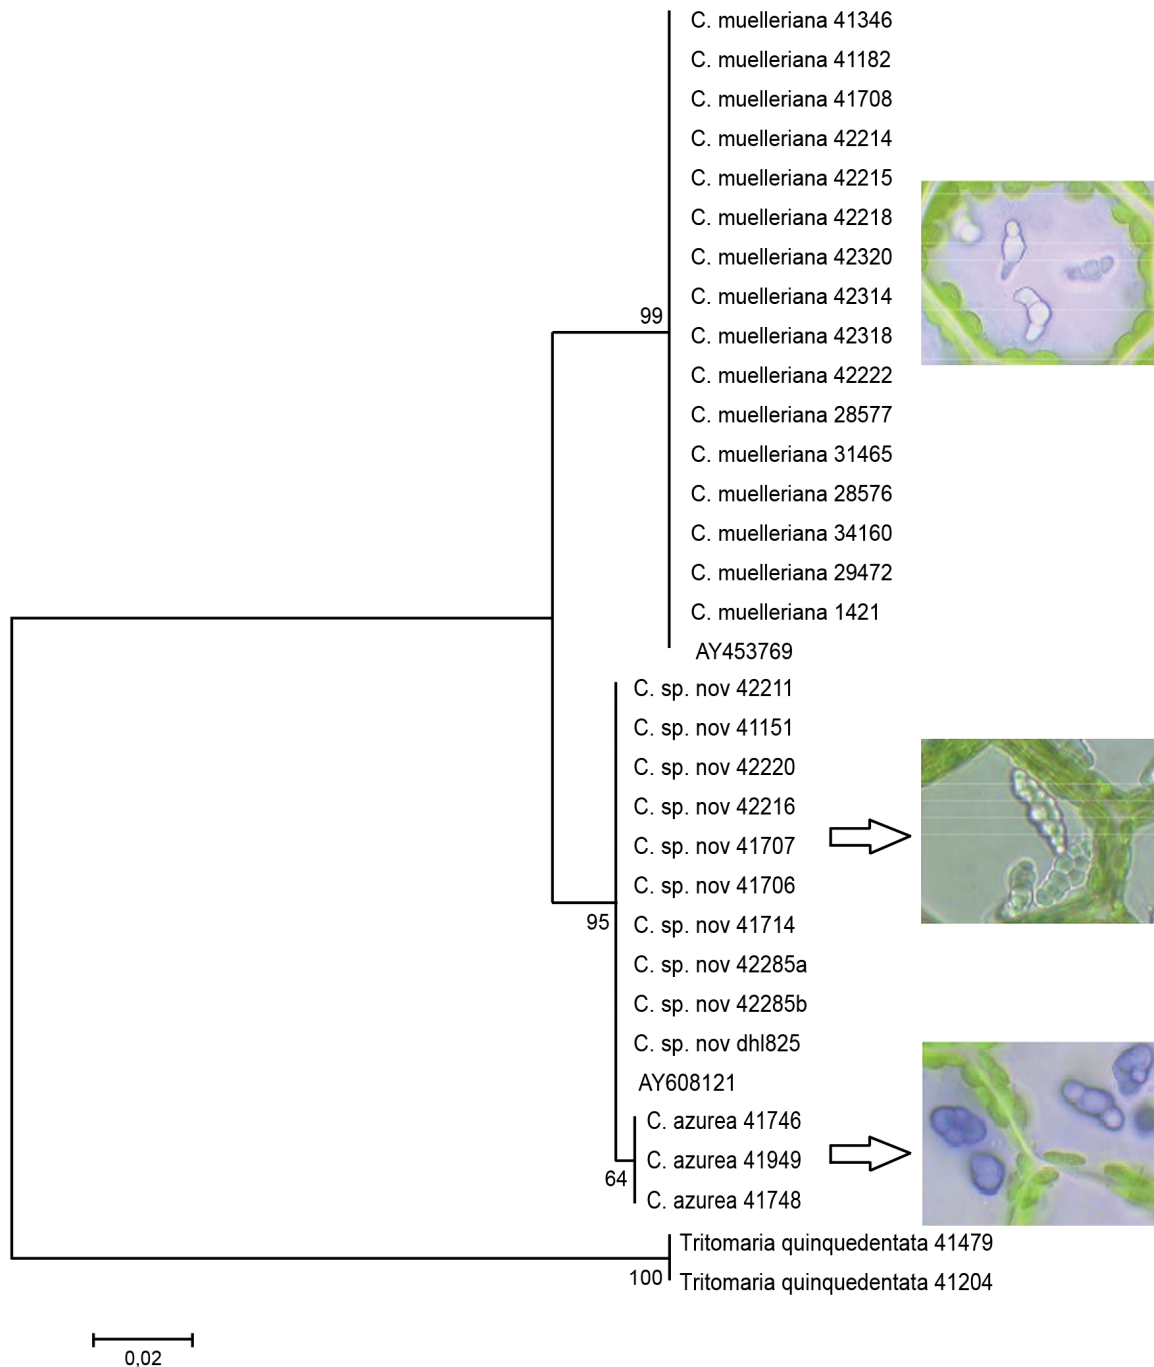 C. muelleriana 41346
C. muelleriana 41182
C. muelleriana 41708
C. muelleriana 42214
C. muelleriana 42215
C. muelleriana 42218
C. muelleriana 42320
C. muelleriana 42314
99
C. muelleriana 42318
C. muelleriana 42222
C. muelleriana 28577
C. muelleriana 31465
C. muelleriana 28576
C. muelleriana 34160
C. muelleriana 29472
C. muelleriana 1421
AY453769
C. sp. nov 42211
C. sp. nov 41151
C. sp. nov 42220
C. sp. nov 42216
C. sp. nov 41707
C. sp. nov 41706
95
C. sp. nov 41714
C. sp. nov 42285a
C. sp. nov 42285b
C. sp. nov dhl825
AY608121
C. azurea 41746
C. azurea 41949
64
C. azurea 41748
Tritomaria quinquedentata 41479
100
Tritomaria quinquedentata 41204
0,02